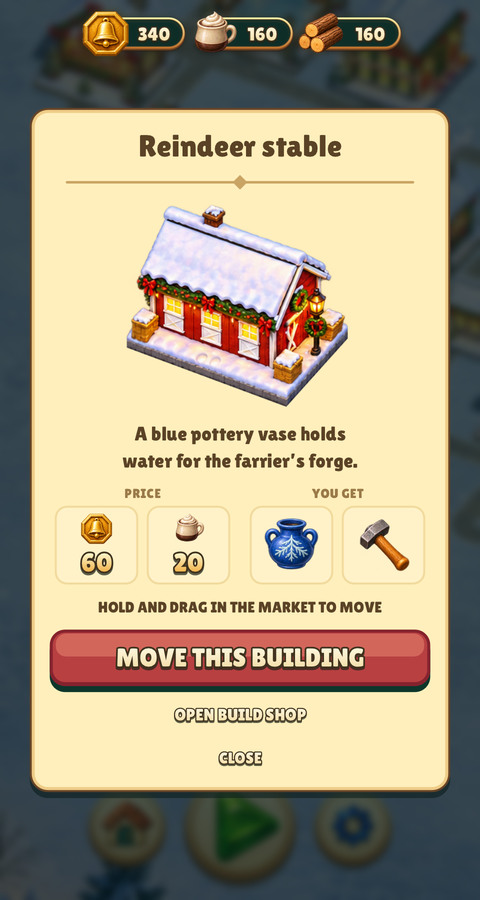 340
160
160
Reindeer stable
A blue pottery vase holds
water for the farrier's forge.
PRICE
YOU GET
60
20
HOLD AND DRAG IN THE MARKET TO MOVE
MOVE THIS BUILDING
OPEN BUILD SHOP
CLOSE